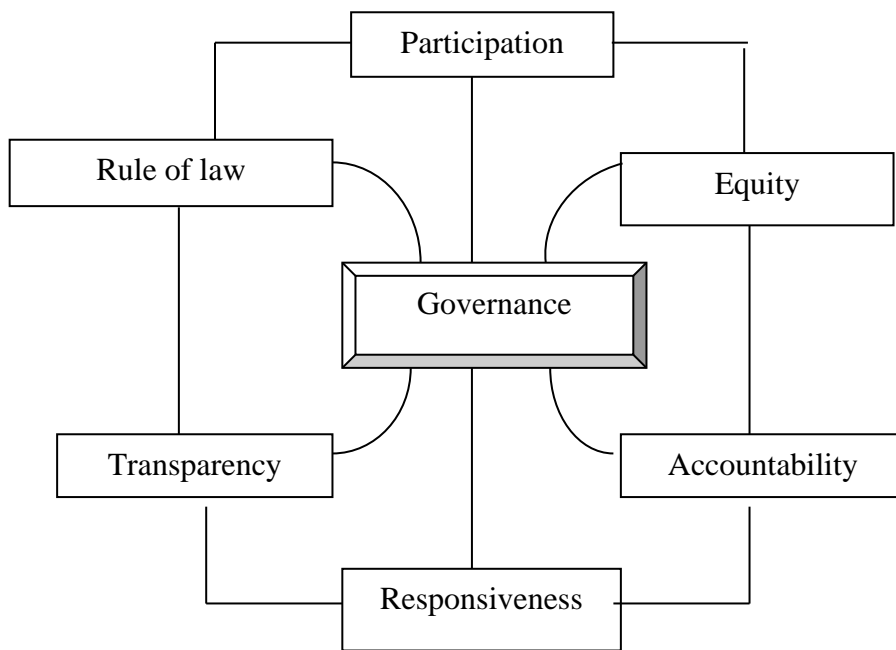 Participation
Rule of law
Equity
Governance
Transparency
Accountability
Responsiveness